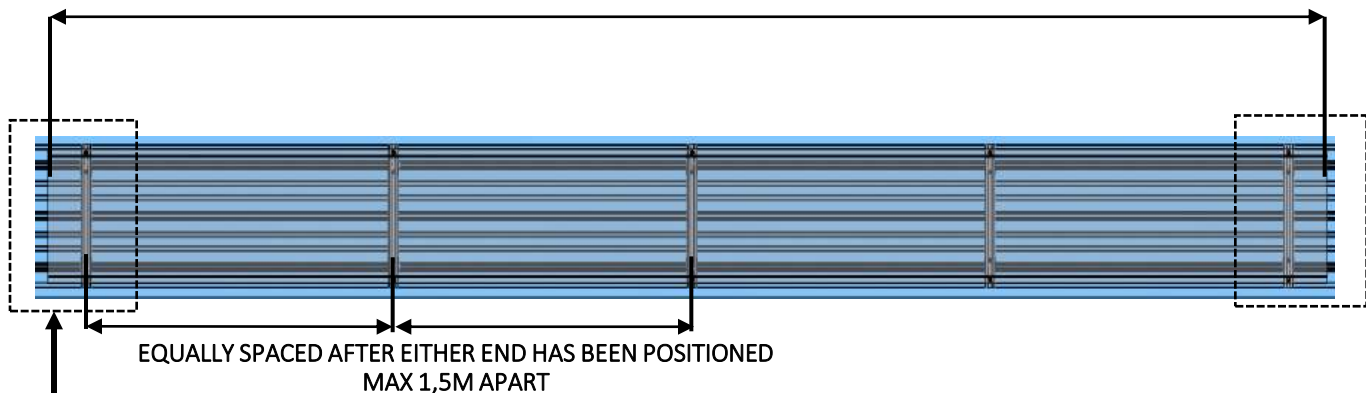 EQUALLY SPACED AFTER EITHER END HAS BEEN POSITIONED
MAX 1,5M APART